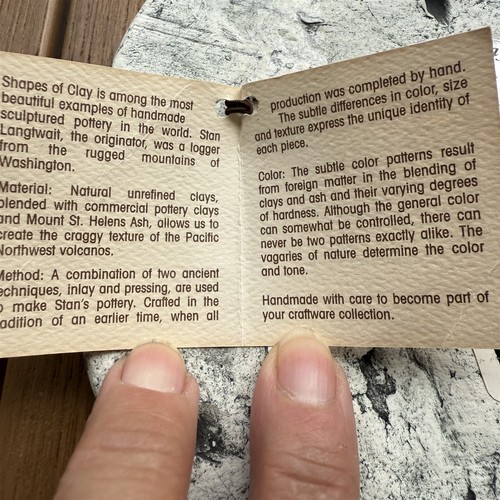 Shapes of Clay is among the most
beautiful examples of handmade
sculptured pottery in the world. Stan
Langtwait, the originator, was a logger
from the rugged mountains of
Washington.
Material: Natural unrefined clays,
blended with commercial pottery clays
and Mount St. Helens Ash, allows us to
create the craggy texture of the Pacific
Northwest volcanos.
Method: A combination of two ancient
techniques, inlay and pressing, are used
to make Stan's pottery. Crafted in the
tradition of an earlier time, when all
production was completed by hand.
The subtle differences in color, size
and texture express the unique identity of
each piece.
Color: The subtle color patterns result
from foreign matter in the blending of
clays and ash and their varying degrees
of hardness. Although the general color
can somewhat be controlled, there can
never be two patterns exactly alike. The
vagaries of nature determine the color
and tone.
Handmade with care to become part of
your craftware collection.